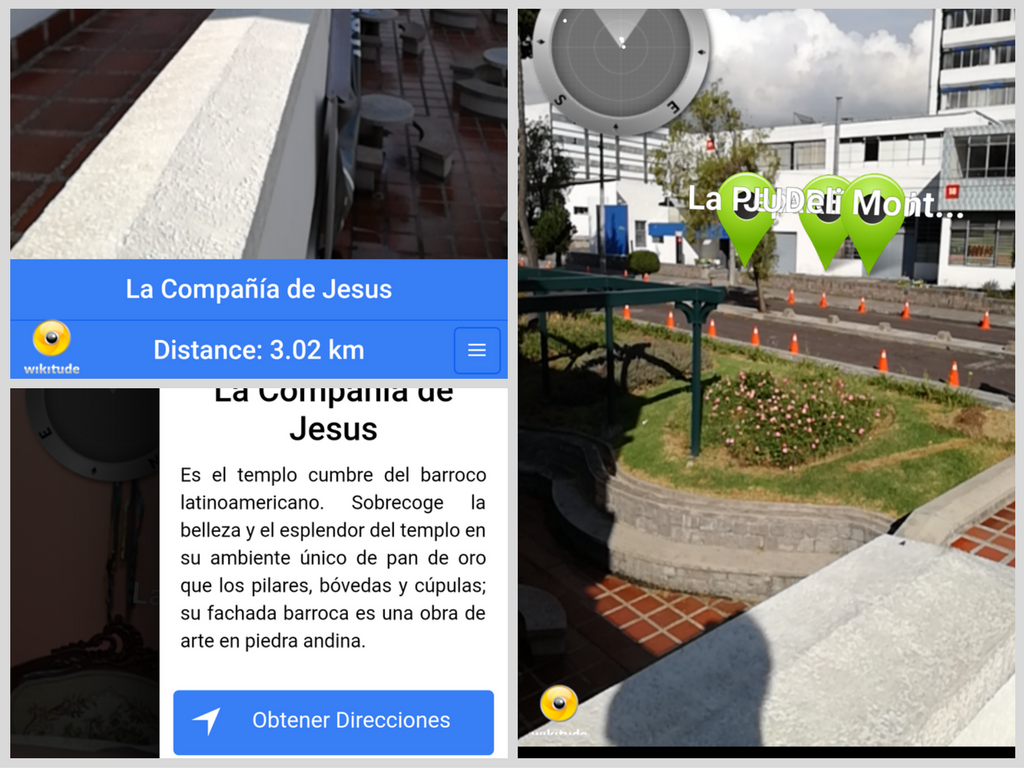 La Compañía de Jesus
wikitude
Distance: 3.02 km
La Compañía de
Jesus
Es el templo cumbre del barroco
latinoamericano. Sobrecoge la
belleza y el esplendor del templo en
su ambiente único de pan de oro
que los pilares, bóvedas y cúpulas;
su fachada barroca es una obra de
arte en piedra andina.
Obtener Direcciones
E
S
E
La
Mont...
wikitude